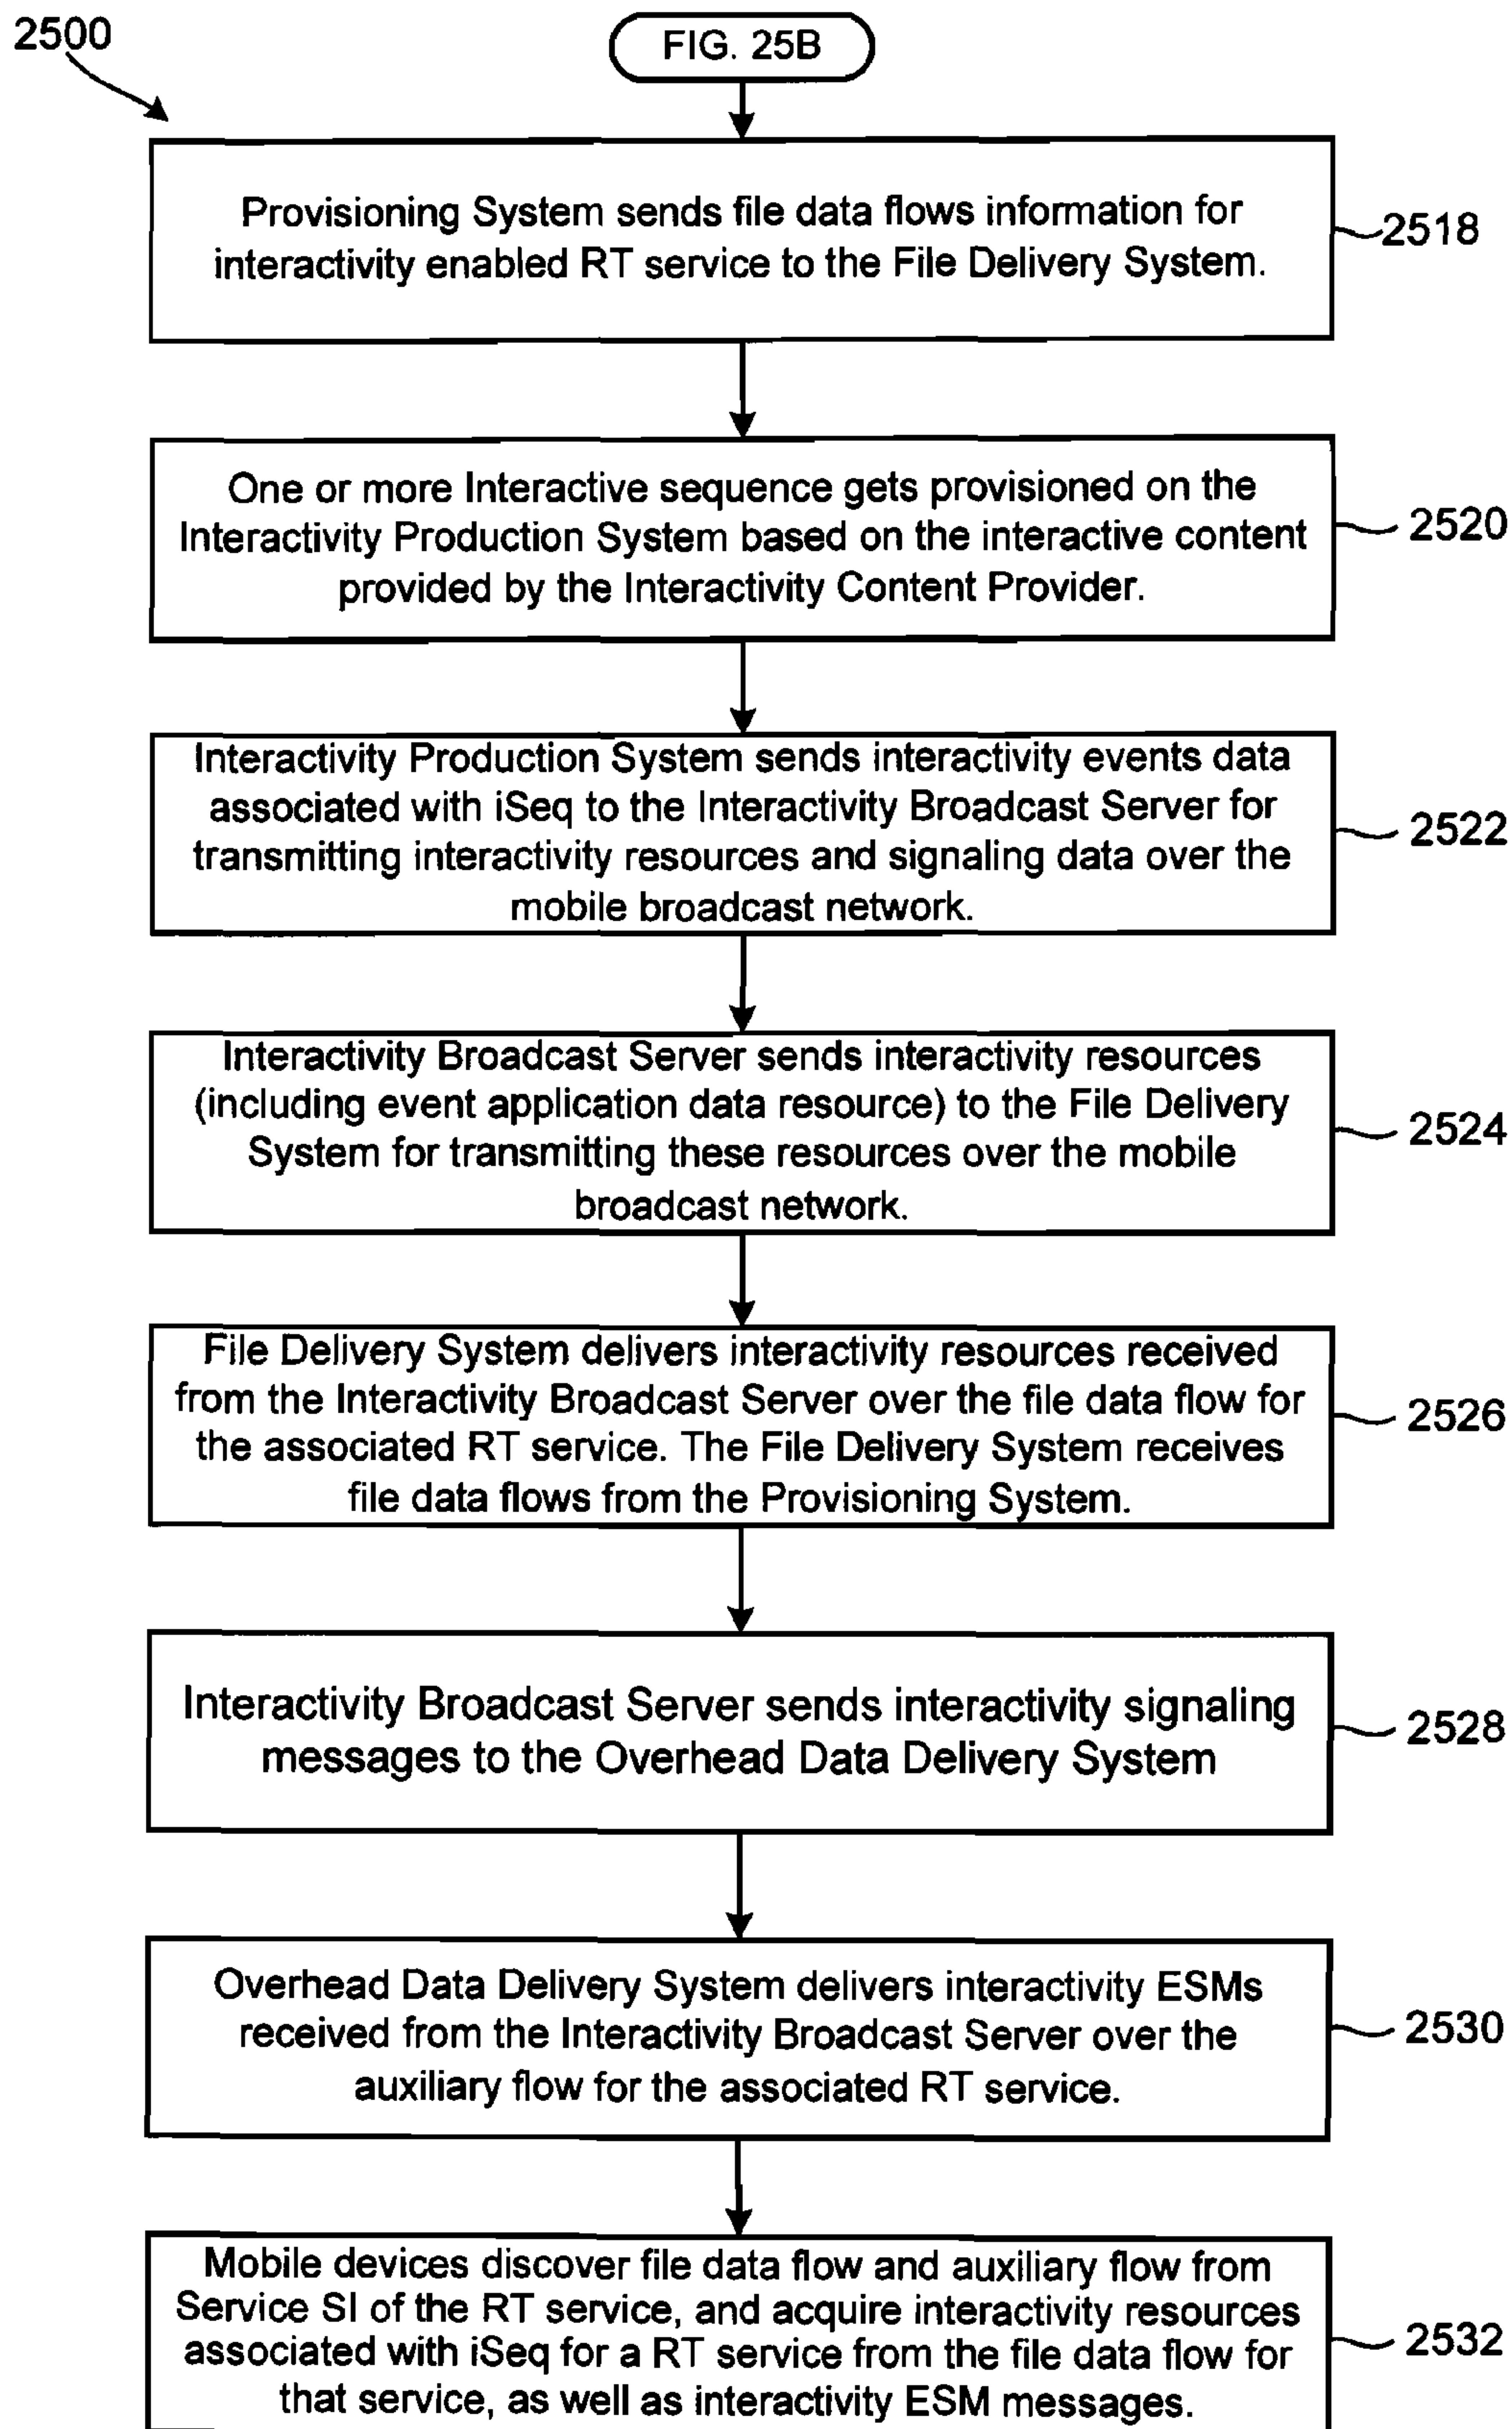 2500
FIG. 25B
Provisioning System sends file data flows information for
interactivity enabled RT service to the File Delivery System.
2518
One or more Interactive sequence gets provisioned on the
Interactivity Production System based on the interactive content
provided by the Interactivity Content Provider.
2520
Interactivity Production System sends interactivity events data
associated with iSeq to the Interactivity Broadcast Server for
transmitting interactivity resources and signaling data over the
mobile broadcast network.
2522
Interactivity Broadcast Server sends interactivity resources
(including event application data resource) to the File Delivery
System for transmitting these resources over the mobile
broadcast network.
2524
File Delivery System delivers interactivity resources received
from the Interactivity Broadcast Server over the file data flow for
the associated RT service. The File Delivery System receives
file data flows from the Provisioning System.
2526
Interactivity Broadcast Server sends interactivity signaling
messages to the Overhead Data Delivery System
2528
Overhead Data Delivery System delivers interactivity ESMs
received from the Interactivity Broadcast Server over the
auxiliary flow for the associated RT service.
2530
Mobile devices discover file data flow and auxiliary flow from
Service SI of the RT service, and acquire interactivity resources
associated with iSeq for a RT service from the file data flow for
that service, as well as interactivity ESM messages.
2532